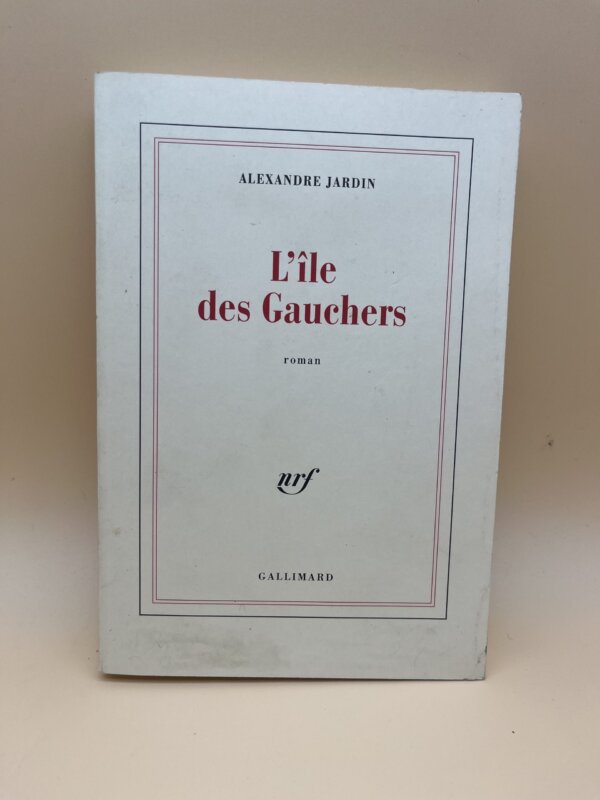 ALEXANDRE JARDIN
L'île
des Gauchers
roman
nrf
GALLIMARD